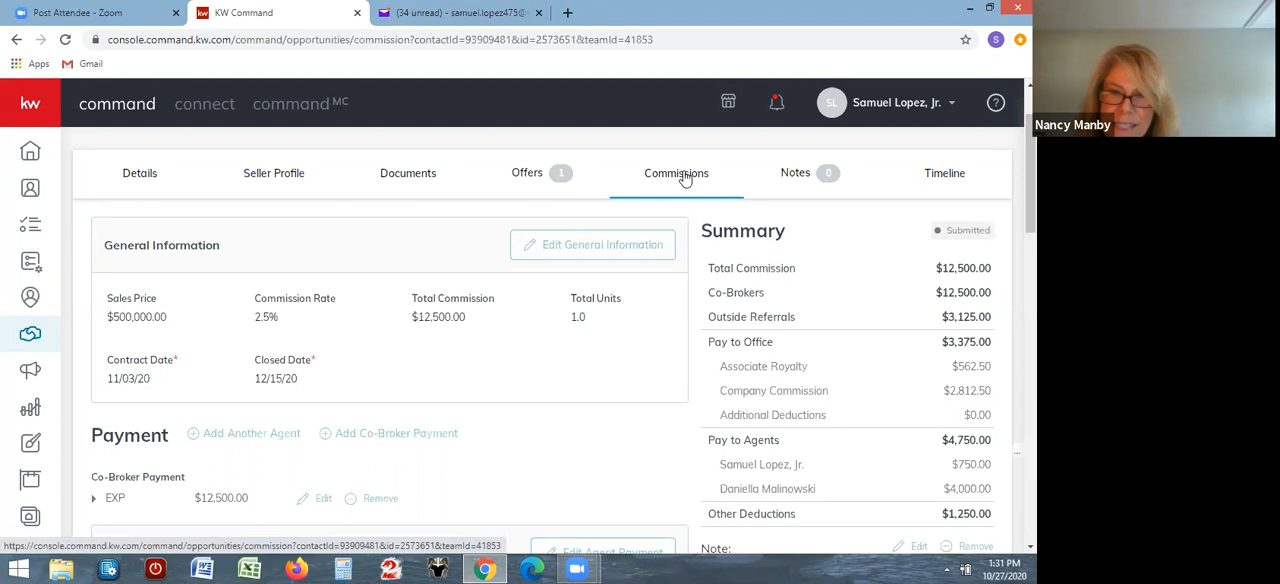 Post Attendee - Zoom
KW Command
(34 unread) - samuel.lopez475@
console.command.kw.com/command/opportunities/commission?contactId=93909481&id=2573651&teamId=41853
S
Apps Gmail
kw command connect command MC
SL Samuel Lopez, Jr.
Nancy Manby
Details Seller Profile Documents Offers 1 Commissions Notes 0 Timeline
General Information Edit General Information
Sales Price Commission Rate Total Commission Total Units
$500,000.00 2.5% $12,500.00 1.0
Contract Date* Closed Date*
11/03/20 12/15/20
Payment Add Another Agent Add Co-Broker Payment
Co-Broker Payment
EXP $12,500.00 Edit Remove
Edit Agent Payment
Summary Submitted
Total Commission $12,500.00
Co-Brokers $12,500.00
Outside Referrals $3,125.00
Pay to Office $3,375.00
Associate Royalty $562.50
Company Commission $2,812.50
Additional Deductions $0.00
Pay to Agents $4,750.00
Samuel Lopez, Jr. $750.00
Daniella Malinowski $4,000.00
Other Deductions $1,250.00
Note: Edit Remove
https://console.command.kw.com/command/opportunities/commission?contactId=93909481&id=2573651&teamId=41853
1:31 PM
10/27/2020